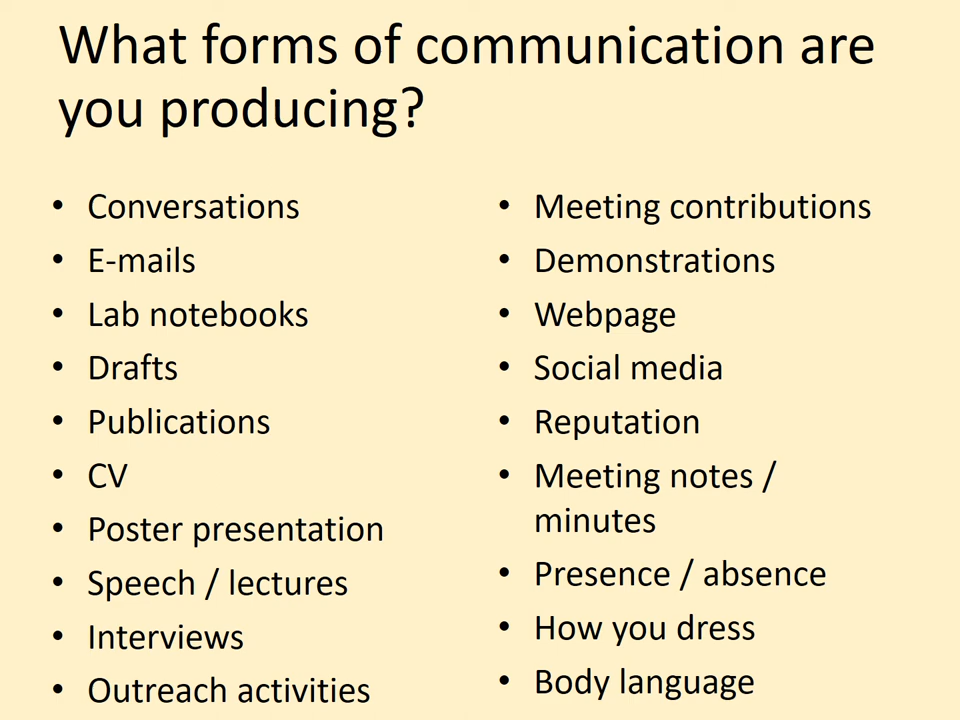 What forms of communication are
you producing?
• Conversations
• E-mails
• Lab notebooks
• Drafts
• Publications
• CV
• Poster presentation
• Speech / lectures
• Interviews
• Outreach activities
• Meeting contributions
• Demonstrations
• Webpage
• Social media
• Reputation
• Meeting notes /
minutes
• Presence / absence
• How you dress
• Body language